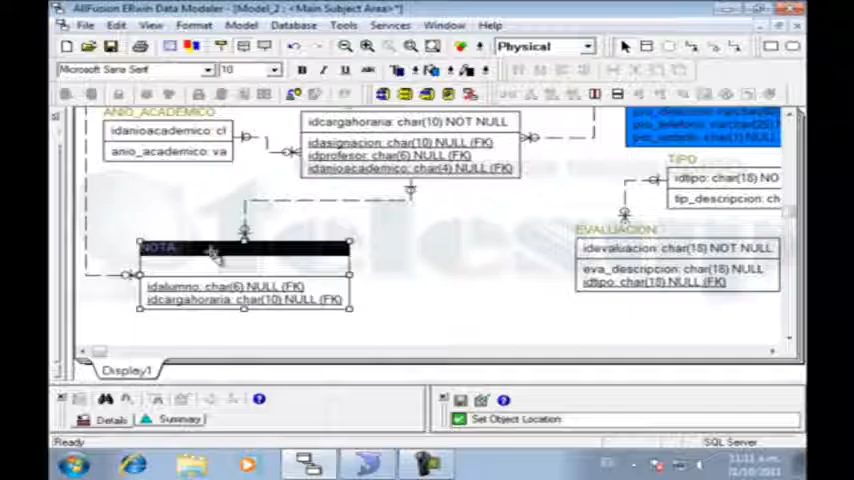 AllFusion ERwin Data Modeler - [Model_2 : <Main Subject Area>*]
File Edit View Format Model Database Tools Services Window Help
Physical
Microsoft Sans Serif 10
ANIO_ACADEMICO
idanioacademico: cl
anio_academico: va
idcargahoraria: char(10) NOT NULL
idasignacion: char(10) NULL (FK)
idprofesor: char(6) NULL (FK)
idanioacademico: char(4) NULL (FK)
TIPO
idtipo: char(18) NO
tip_descripcion: ch
EVALUACION
idevaluacion: char(18) NOT NULL
eva_descripcion: char(18) NULL
idtipo: char(18) NULL (FK)
NOTA
idalumno: char(6) NULL (FK)
idcargahoraria: char(10) NULL (FK)
Display1
Details Summary
Set Object Location
Ready
SQL Server
ES